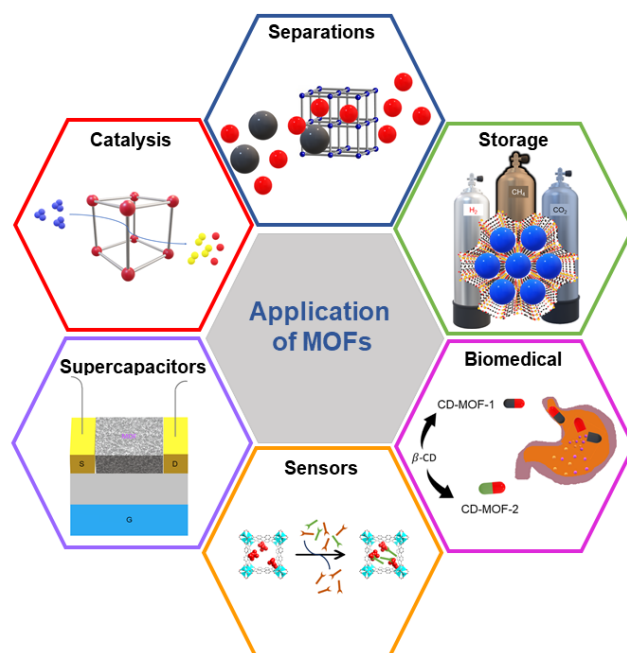 Separations
Catalysis
Storage
H₂
CH₄
CO₂
Application
of MOFs
Supercapacitors
S
D
G
Biomedical
CD-MOF-1
β-CD
CD-MOF-2
Sensors